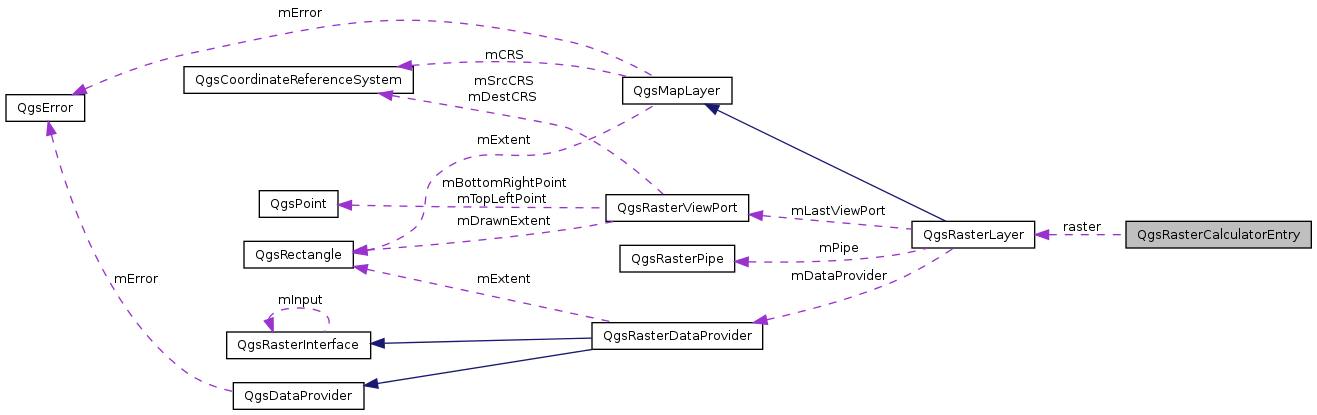 mError
mCRS
QgsCoordinateReferenceSystem
mSrcCRS
mDestCRS
QgsMapLayer
QgsError
mExtent
mBottomRightPoint
mTopLeftPoint
QgsPoint
QgsRasterViewPort
mLastViewPort
mDrawnExtent
raster
QgsRasterLayer
QgsRasterCalculatorEntry
QgsRectangle
QgsRasterPipe
mPipe
mDataProvider
mError
mExtent
mInput
QgsRasterInterface
QgsRasterDataProvider
QgsDataProvider